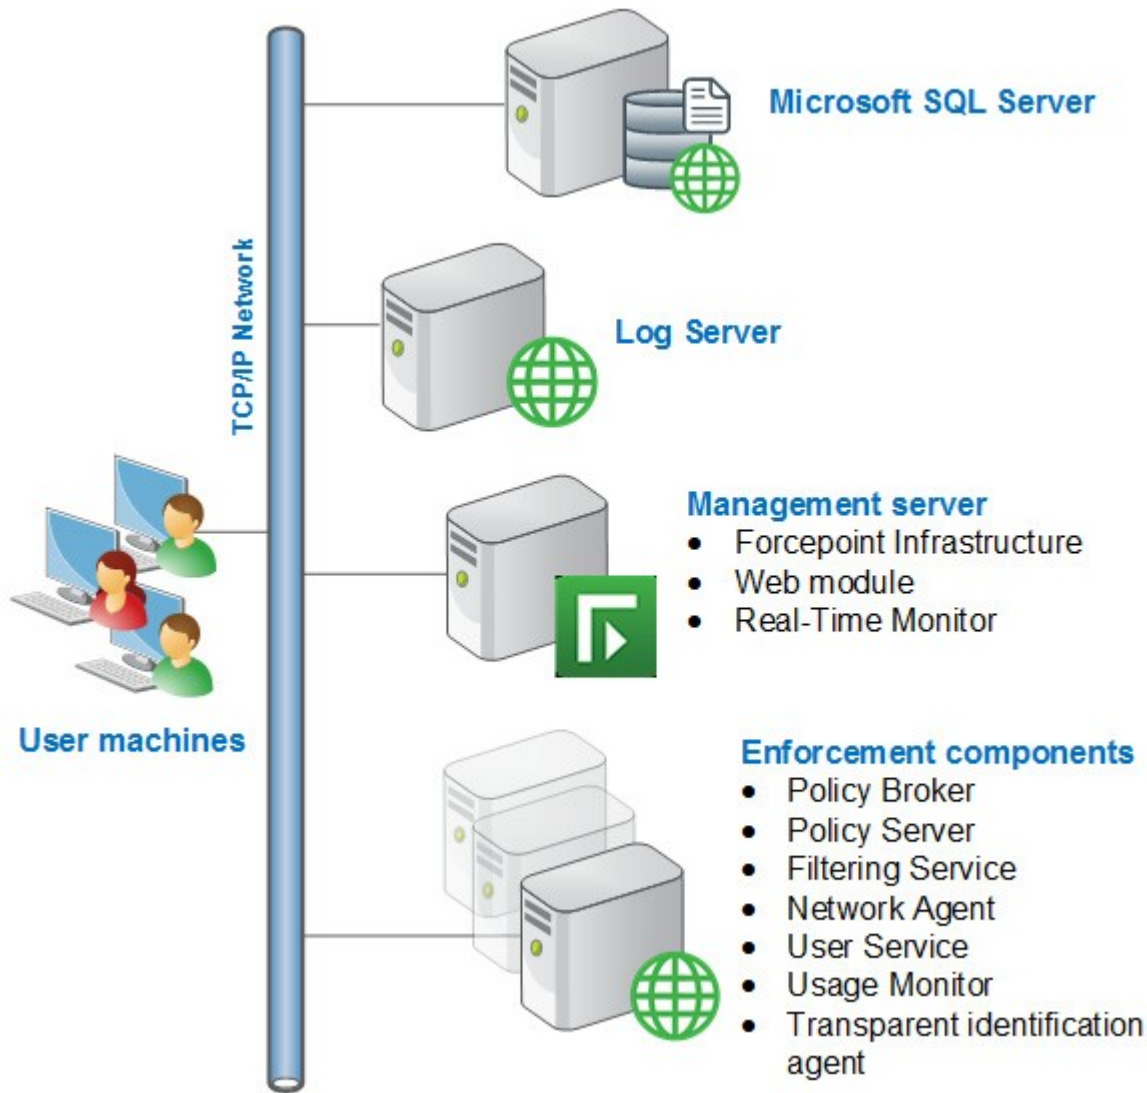 Microsoft SQL Server
TCP/IP Network
Log Server
Management server
• Forcepoint Infrastructure
• Web module
• Real-Time Monitor
User machines
Enforcement components
• Policy Broker
• Policy Server
• Filtering Service
• Network Agent
• User Service
• Usage Monitor
• Transparent identification
agent